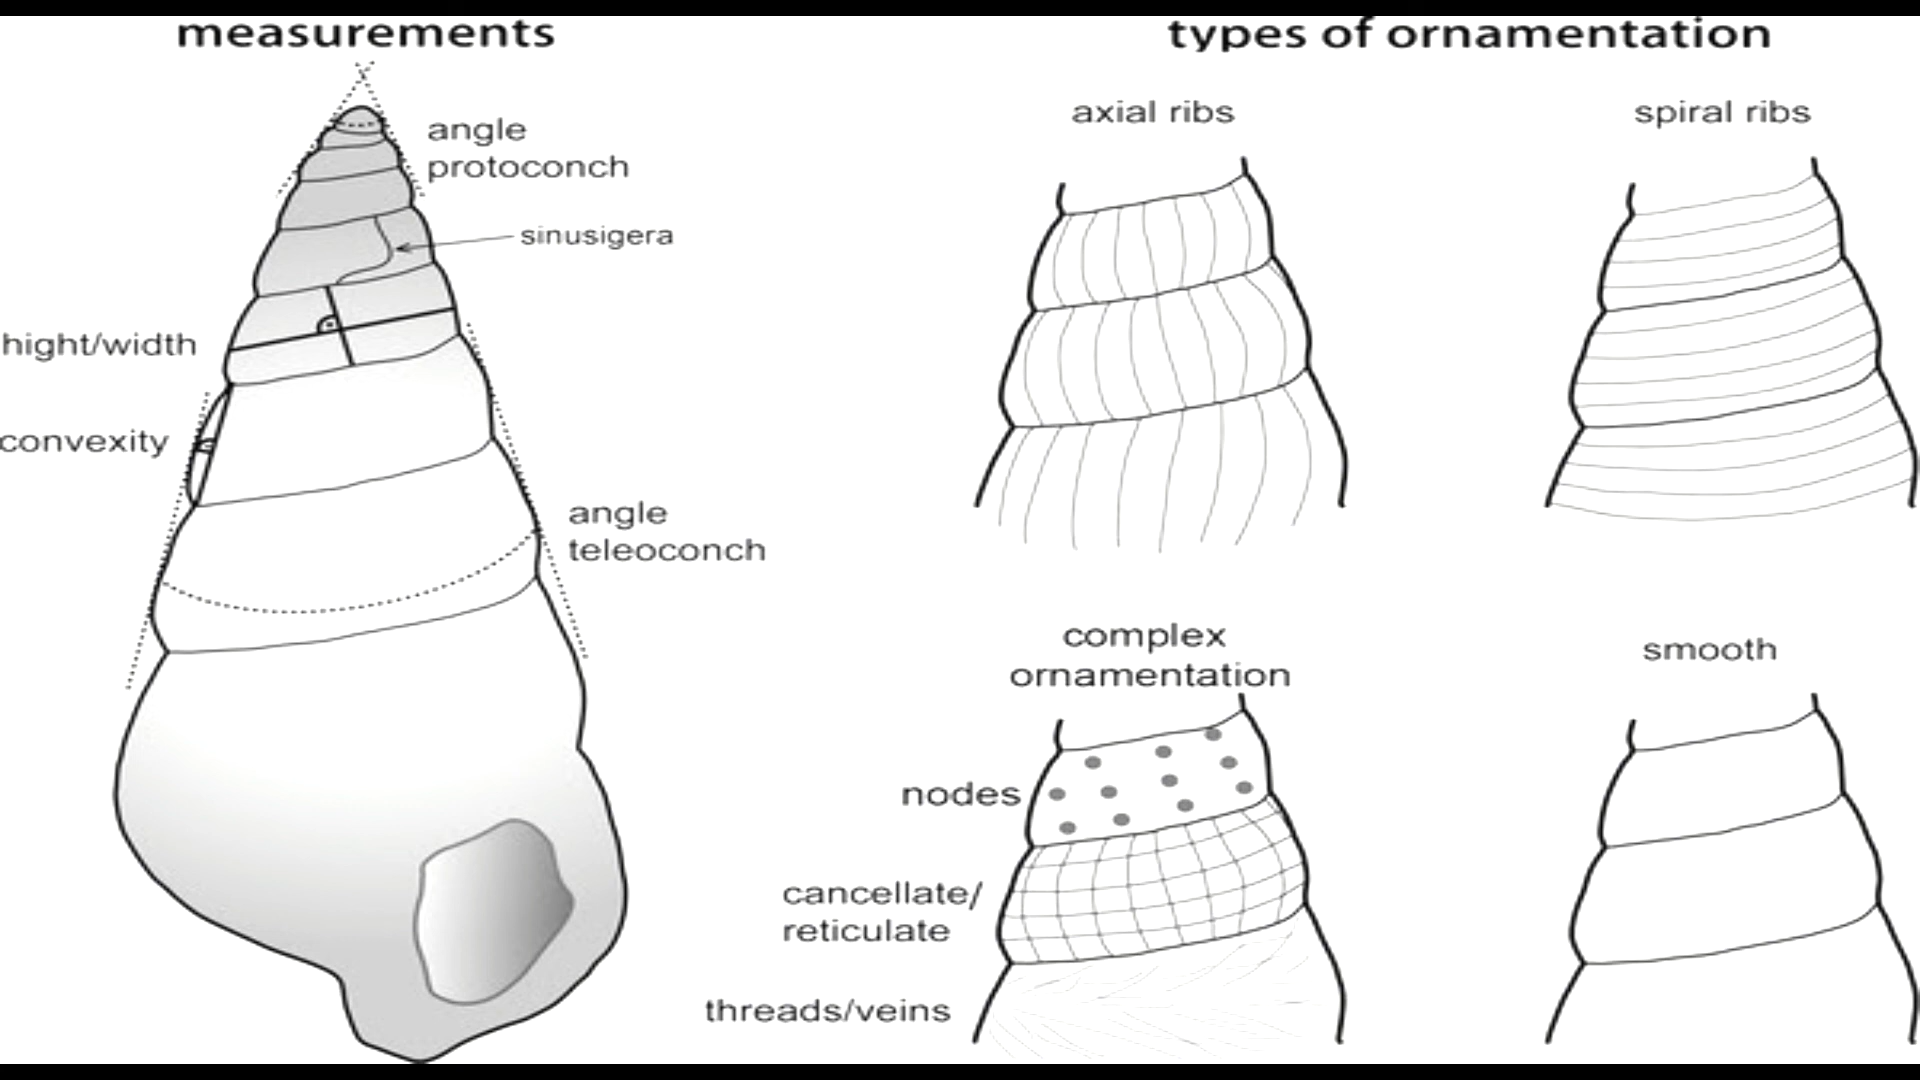 measurements
angle
protoconch
sinusigera
hight/width
convexity
angle
teleoconch
types of ornamentation
axial ribs
spiral ribs
complex
ornamentation
smooth
nodes
cancellate/
reticulate
threads/veins